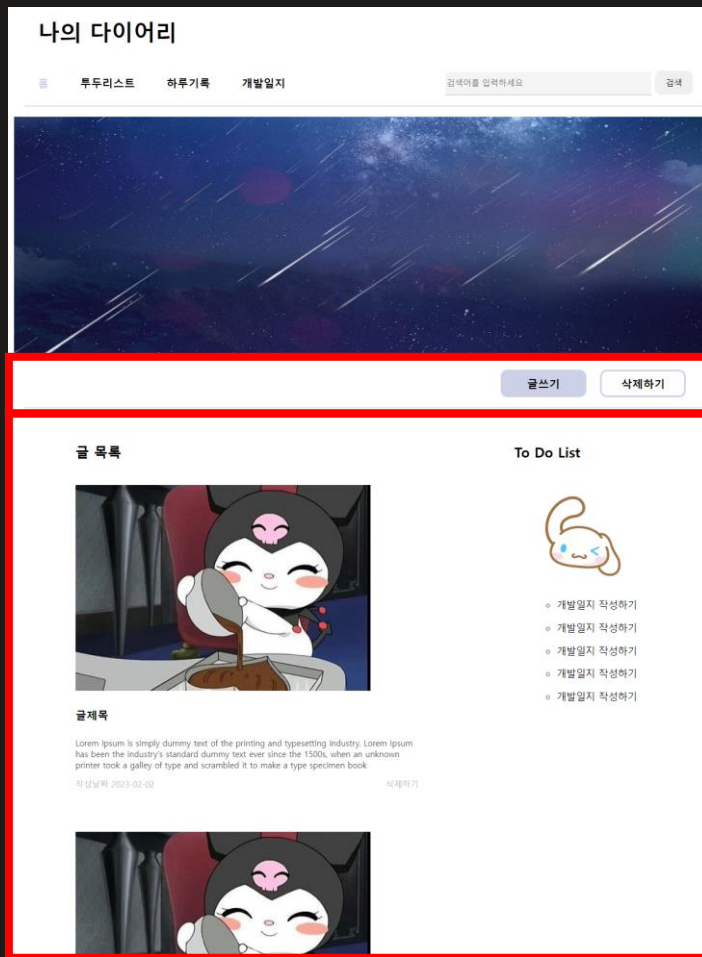 나의 다이어리
홈 투두리스트 하루기록 개발일지 검색어를 입력하세요 검색
글쓰기 삭제하기
글 목록
글제목
Lorem Ipsum is simply dummy text of the printing and typesetting industry. Lorem Ipsum
has been the industry's standard dummy text ever since the 1500s, when an unknown
printer took a galley of type and scrambled it to make a type specimen book
작성날짜 2023-02-02 삭제하기
To Do List
개발일지 작성하기
개발일지 작성하기
개발일지 작성하기
개발일지 작성하기
개발일지 작성하기